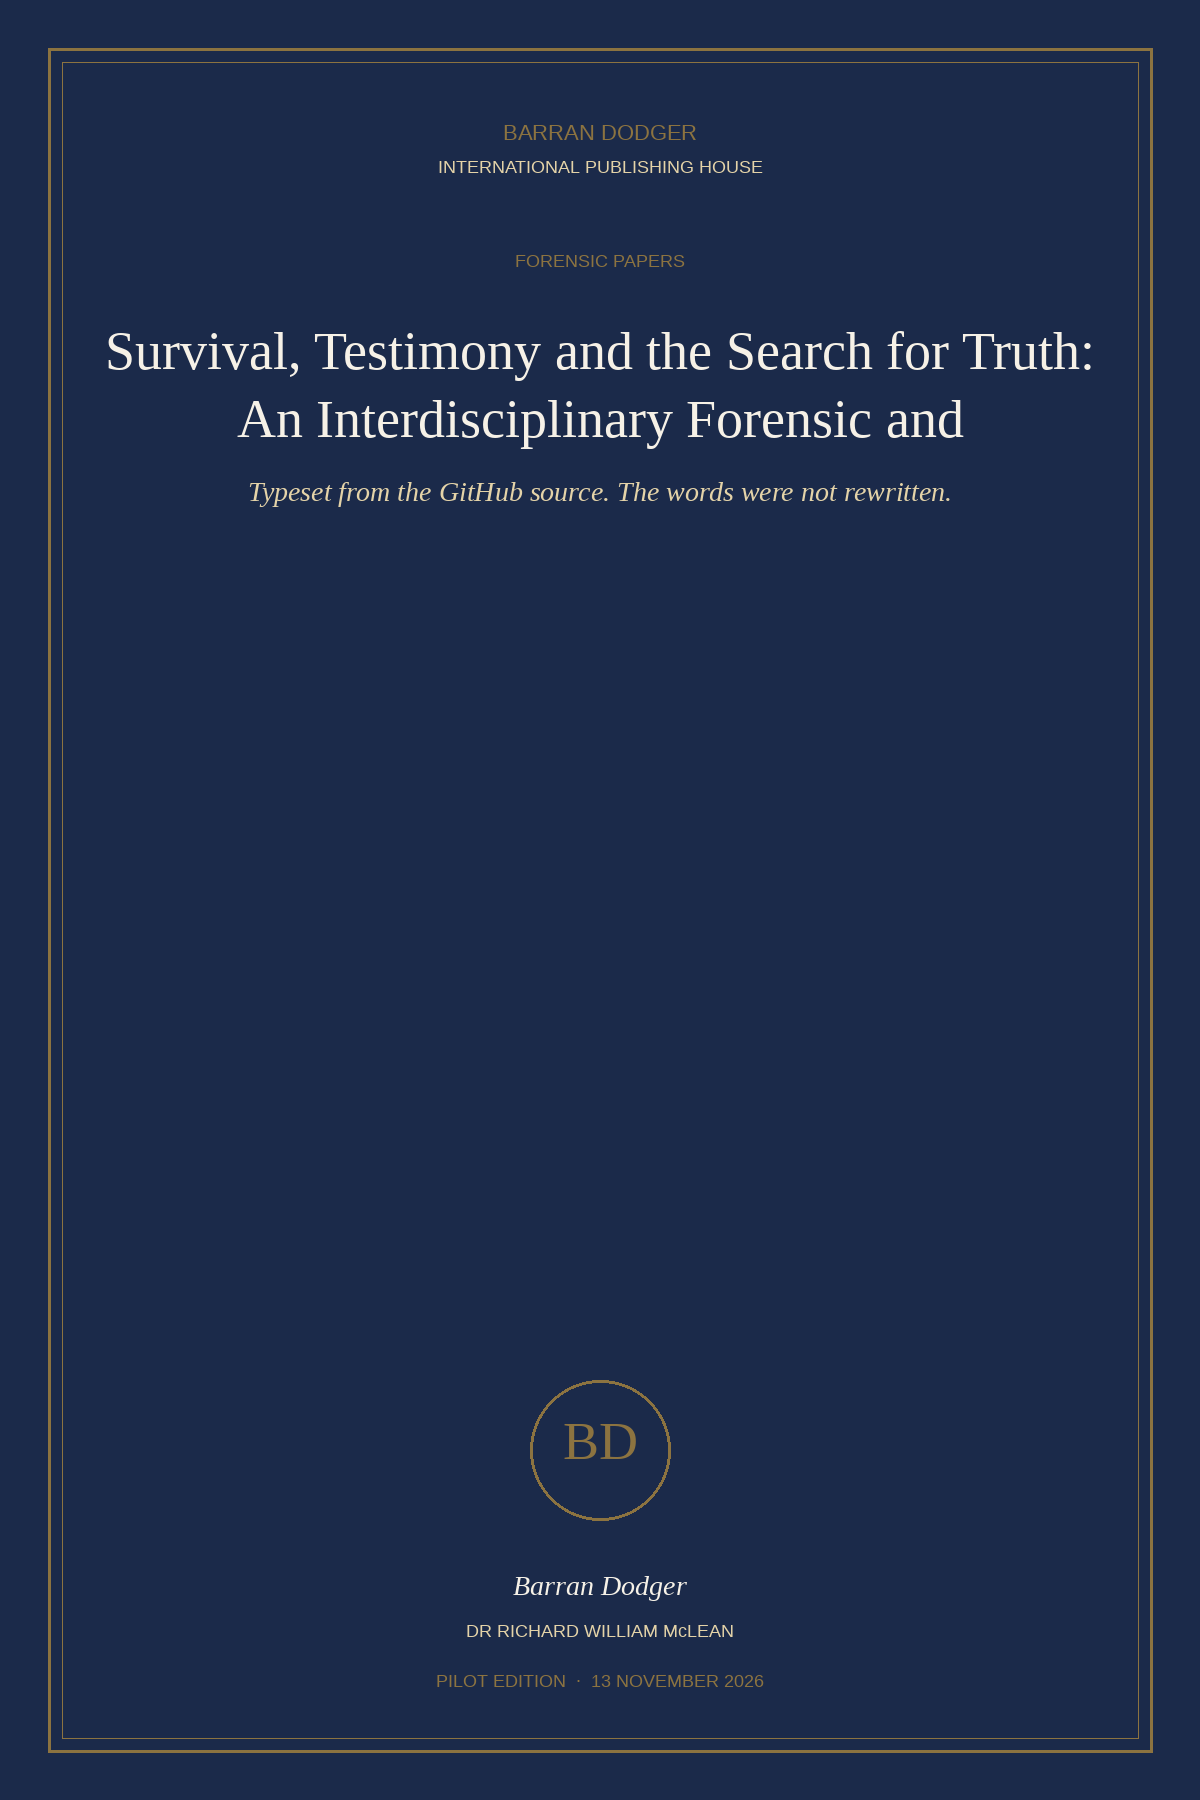 BARRAN DODGER
INTERNATIONAL PUBLISHING HOUSE
FORENSIC PAPERS
Survival, Testimony and the Search for Truth:
An Interdisciplinary Forensic and
Typeset from the GitHub source. The words were not rewritten.
BD
Barran Dodger
DR RICHARD WILLIAM McLEAN
PILOT EDITION · 13 NOVEMBER 2026